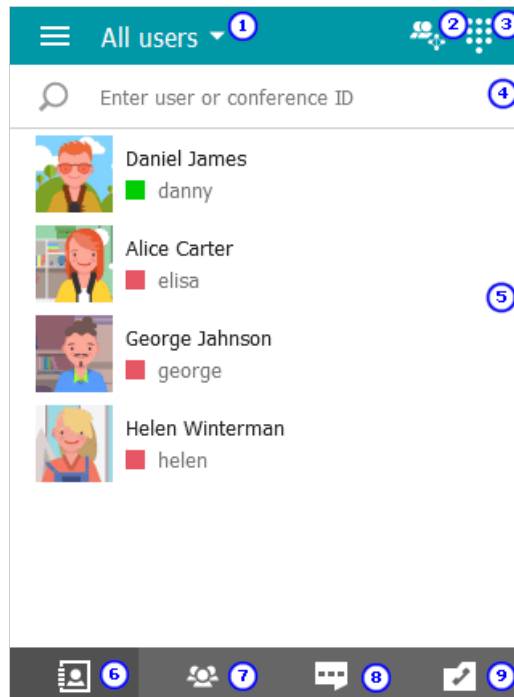 All users 1 2 3
Enter user or conference ID 4
Daniel James
danny
Alice Carter
elisa
5
George Jahnson
george
Helen Winterman
helen
6 7 8 9